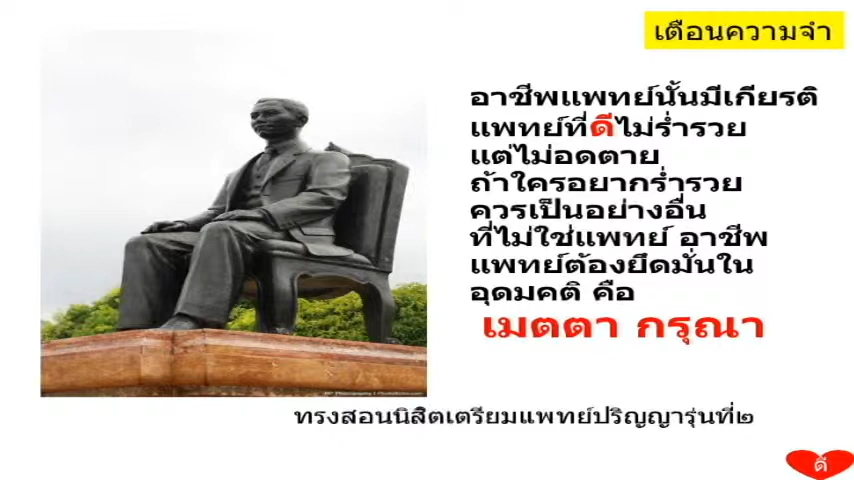 เตือนความจำ
อาชีพแพทย์นั้นมีเกียรติ
แพทย์ที่ดีไม่ร่ำรวย
แต่ไม่อดตาย
ถ้าใครอยากร่ำรวย
ควรเป็นอย่างอื่น
ที่ไม่ใช่แพทย์ อาชีพ
แพทย์ต้องยึดมั่นใน
อุดมคติ คือ
เมตตา กรุณา
ทรงสอนนิสิตเตรียมแพทย์ปริญญารุ่นที่๒
ดี